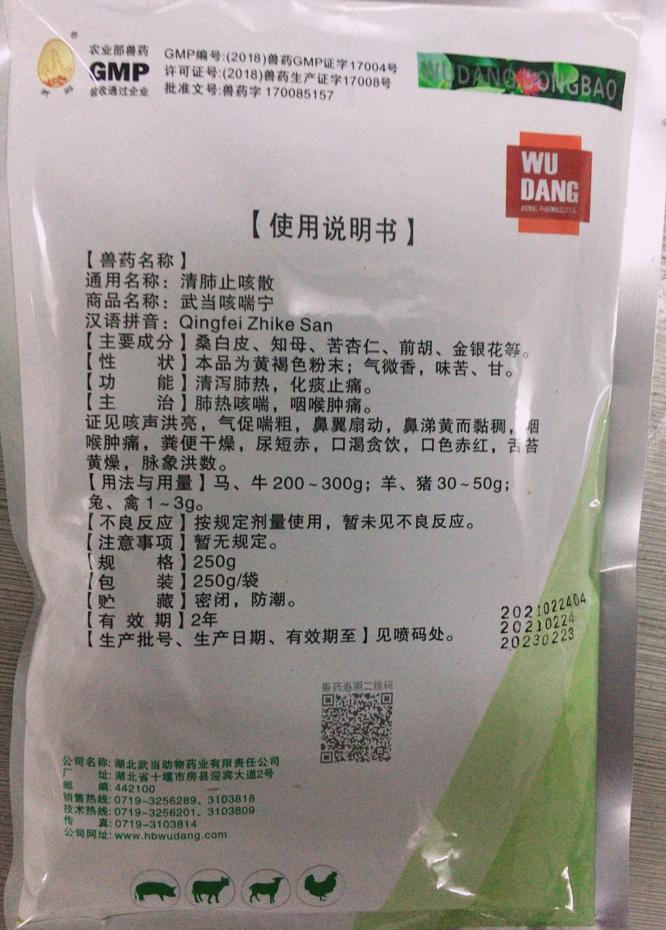 农业部兽药
GMP
验收通过企业
GMP编号:(2018)兽药GMP证字17004号
许可证号:(2018)兽药生产证字17008号
批准文号:兽药字 170085157
WUDANG DONGBAO
WU
DANG
【使用说明书】
【兽药名称】
通用名称：清肺止咳散
商品名称：武当咳喘宁
汉语拼音：Qingfei Zhike San
【主要成分】桑白皮、知母、苦杏仁、前胡、金银花等。
【性 状】本品为黄褐色粉末；气微香，味苦、甘。
【功 能】清泻肺热，化痰止痛。
【主 治】肺热咳喘，咽喉肿痛。
证见咳声洪亮，气促喘粗，鼻翼扇动，鼻涕黄而黏稠，咽
喉肿痛，粪便干燥，尿短赤，口渴贪饮，口色赤红，舌苔
黄燥，脉象洪数。
【用法与用量】马、牛 200~300g；羊、猪 30~50g；
兔、禽 1~3g。
【不良反应】按规定剂量使用，暂未见不良反应。
【注意事项】暂无规定。
【规 格】250g
【包 装】250g/袋
【贮 藏】密闭，防潮。
【有 效 期】2年
【生产批号、生产日期、有效期至】见喷码处。
2021022404
20210224
20230223
兽药追溯二维码
公司名称: 湖北武当动物药业有限责任公司
厂 址: 湖北省十堰市房县迎宾大道2号
邮 编: 442100
销售热线: 0719-3256289、3103818
技术热线: 0719-3256201、3103809
传 真: 0719-3103814
公司网址: www.hbwudang.com